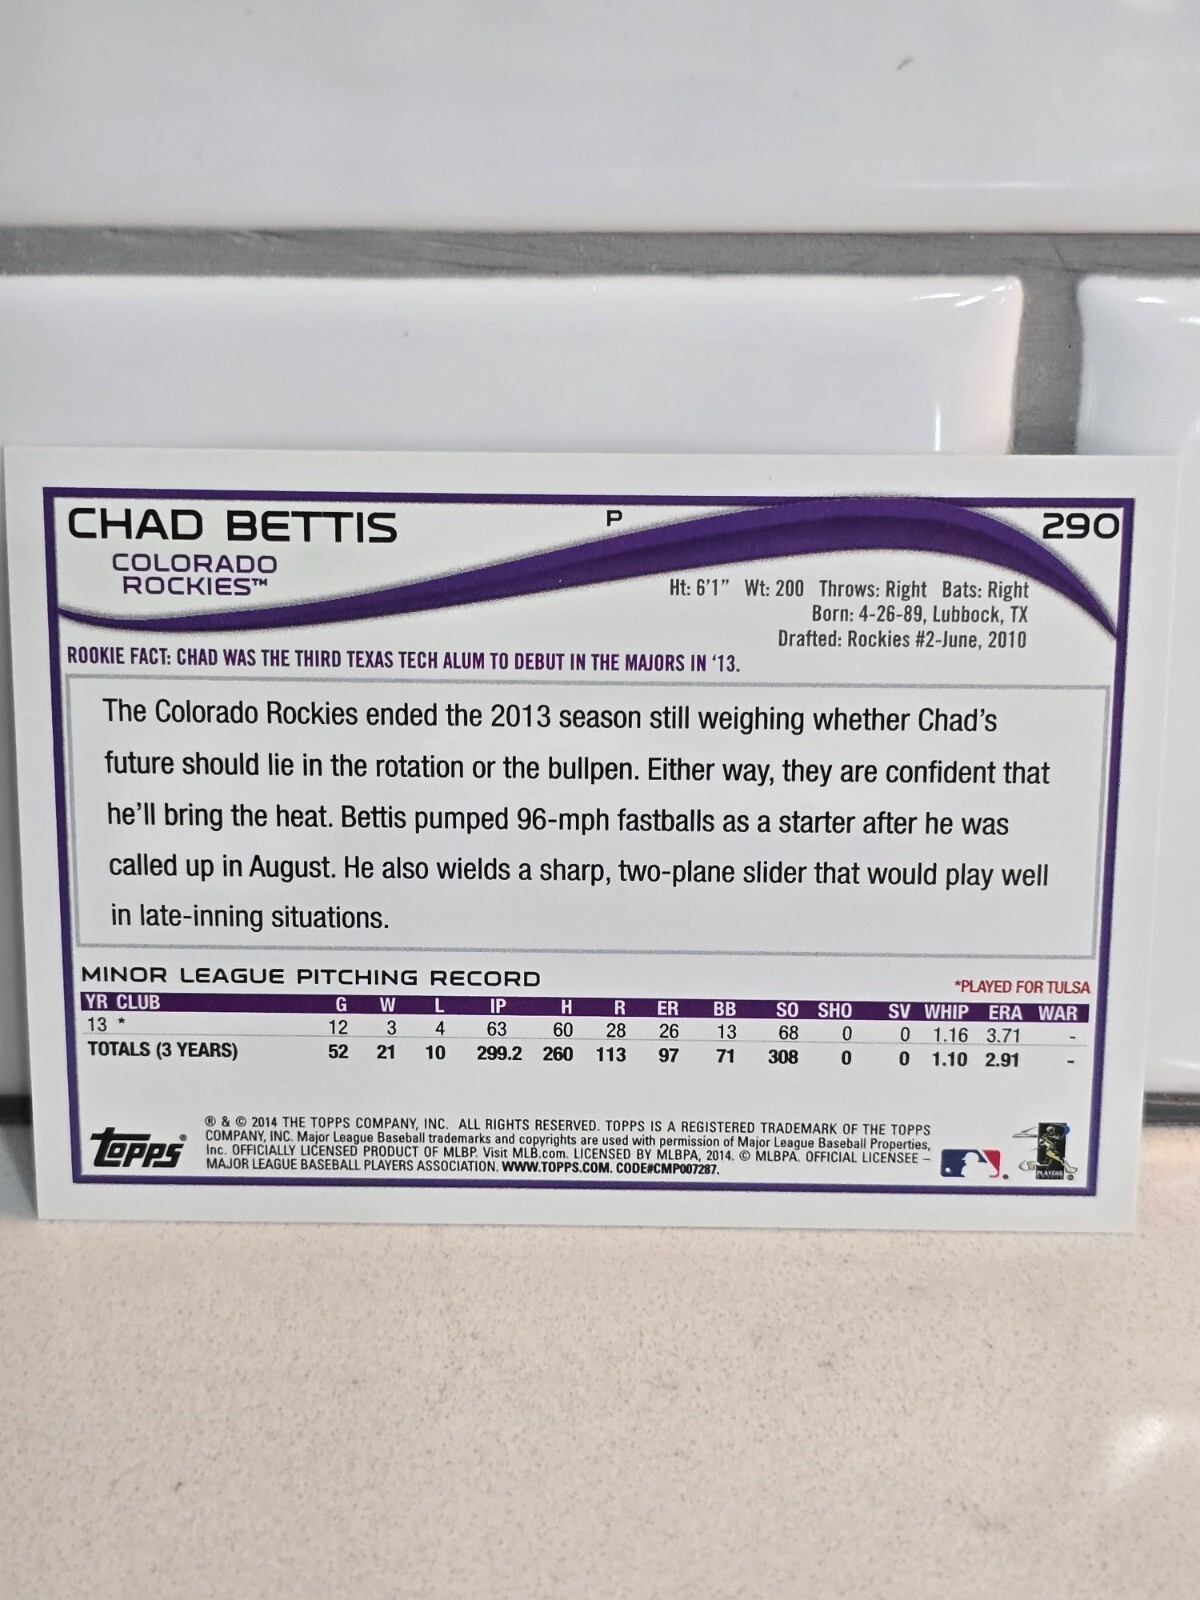 CHAD BETTIS
P
290
COLORADO
ROCKIES™
Ht: 6'1" Wt: 200 Throws: Right Bats: Right
Born: 4-26-89, Lubbock, TX
Drafted: Rockies #2-June, 2010
ROOKIE FACT: CHAD WAS THE THIRD TEXAS TECH ALUM TO DEBUT IN THE MAJORS IN '13.
The Colorado Rockies ended the 2013 season still weighing whether Chad's
future should lie in the rotation or the bullpen. Either way, they are confident that
he'll bring the heat. Bettis pumped 96-mph fastballs as a starter after he was
called up in August. He also wields a sharp, two-plane slider that would play well
in late-inning situations.
MINOR LEAGUE PITCHING RECORD
*PLAYED FOR TULSA
YR CLUB G W L IP H R ER BB SO SHO SV WHIP ERA WAR
13 * 12 3 4 63 60 28 26 13 68 0 0 1.16 3.71 -
TOTALS (3 YEARS) 52 21 10 299.2 260 113 97 71 308 0 0 1.10 2.91 -
Topps®
® & © 2014 THE TOPPS COMPANY, INC. ALL RIGHTS RESERVED. TOPPS IS A REGISTERED TRADEMARK OF THE TOPPS
COMPANY, INC. Major League Baseball trademarks and copyrights are used with permission of Major League Baseball Properties,
Inc. OFFICIALLY LICENSED PRODUCT OF MLBP. Visit MLB.com. LICENSED BY MLBPA, 2014. © MLBPA. OFFICIAL LICENSEE –
MAJOR LEAGUE BASEBALL PLAYERS ASSOCIATION. WWW.TOPPS.COM. CODE#CMP007287.
PLAYERS